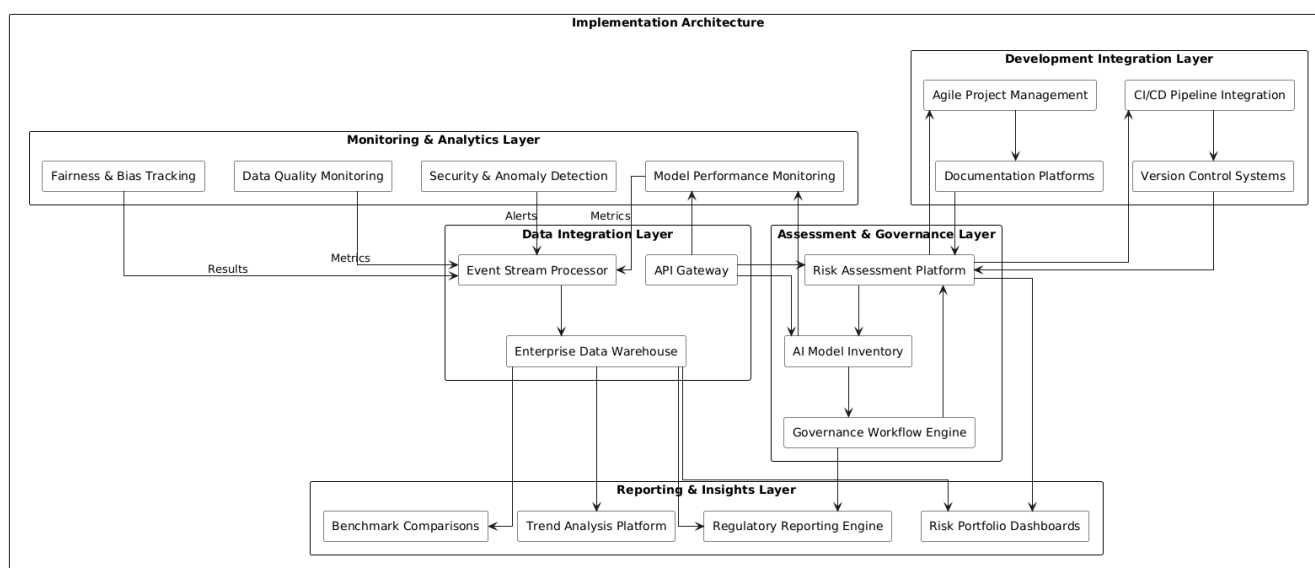 Implementation Architecture
Development Integration Layer
Agile Project Management
CI/CD Pipeline Integration
Documentation Platforms
Version Control Systems
Monitoring & Analytics Layer
Fairness & Bias Tracking
Data Quality Monitoring
Security & Anomaly Detection
Model Performance Monitoring
Alerts
Metrics
Metrics
Results
Data Integration Layer
Event Stream Processor
API Gateway
Enterprise Data Warehouse
Assessment & Governance Layer
Risk Assessment Platform
AI Model Inventory
Governance Workflow Engine
Reporting & Insights Layer
Benchmark Comparisons
Trend Analysis Platform
Regulatory Reporting Engine
Risk Portfolio Dashboards